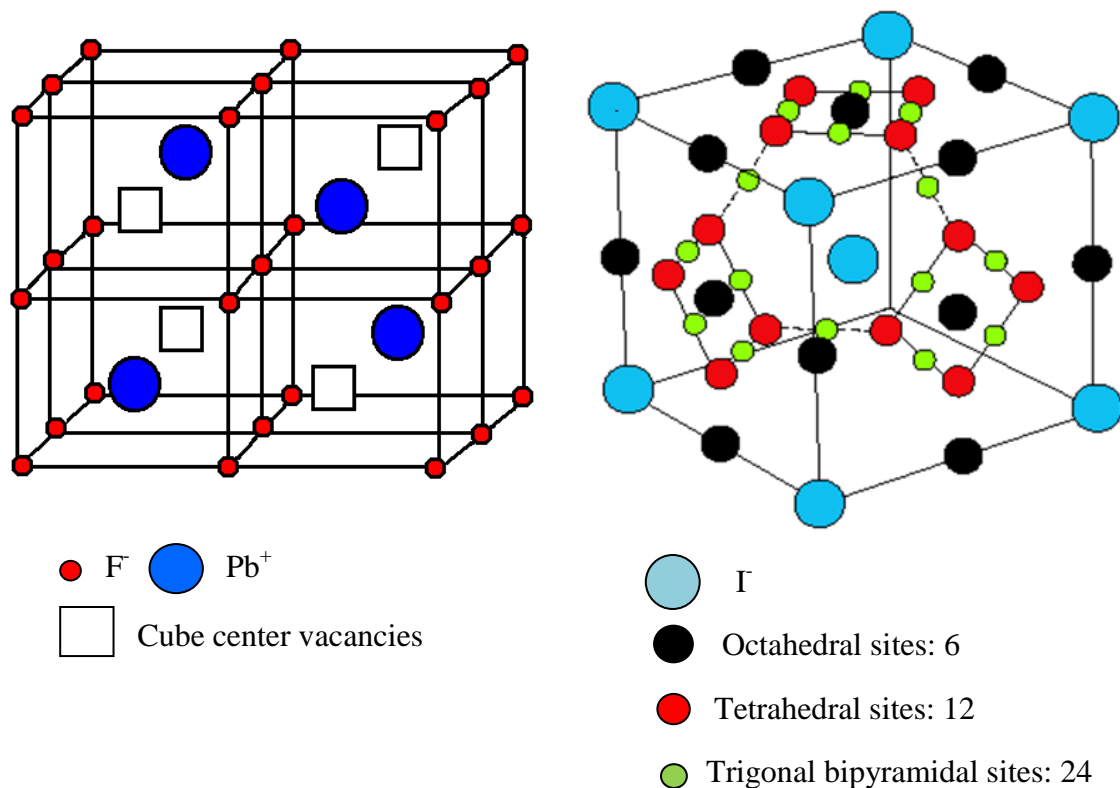 F⁻ Pb⁺
Cube center vacancies
I⁻
Octahedral sites: 6
Tetrahedral sites: 12
Trigonal bipyramidal sites: 24